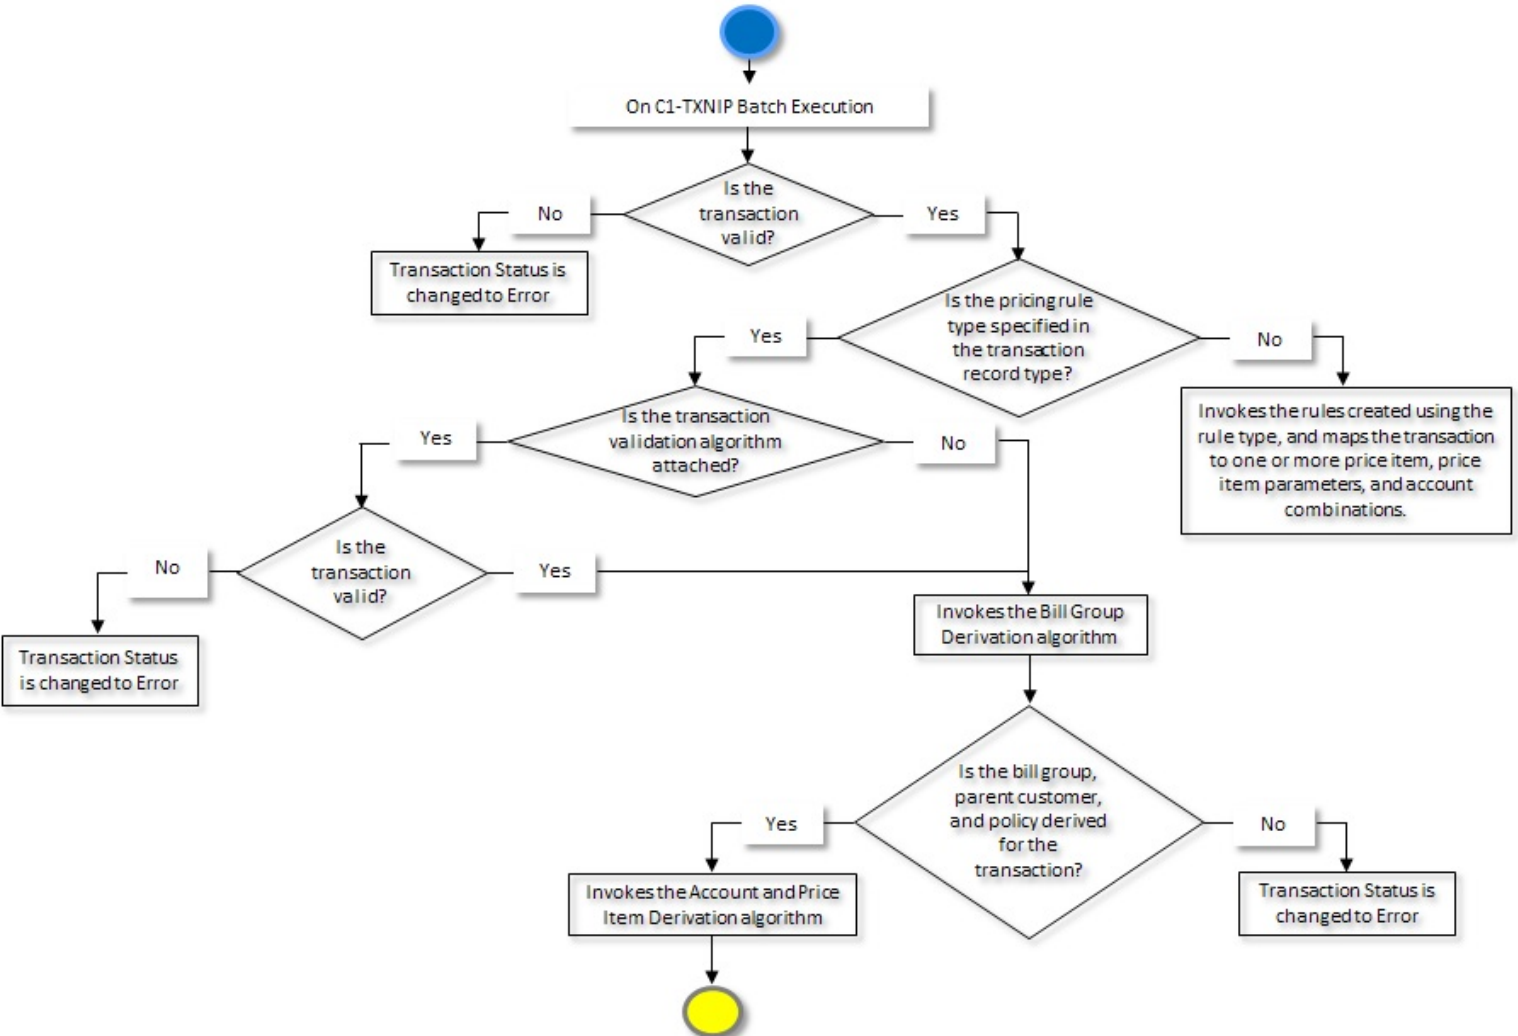 On C1-TXNIP Batch Execution
Is the
transaction
valid?
No
Yes
Transaction Status is
changed to Error
Is the pricing rule
type specified in
the transaction
record type?
Yes
No
Invokes the rules created using the
rule type, and maps the transaction
to one or more price item, price
item parameters, and account
combinations.
Is the transaction
validation algorithm
attached?
Yes
No
Is the
transaction
valid?
No
Yes
Transaction Status
is changed to Error
Invokes the Bill Group
Derivation algorithm
Is the bill group,
parent customer,
and policy derived
for the
transaction?
Yes
No
Invokes the Account and Price
Item Derivation algorithm
Transaction Status is
changed to Error